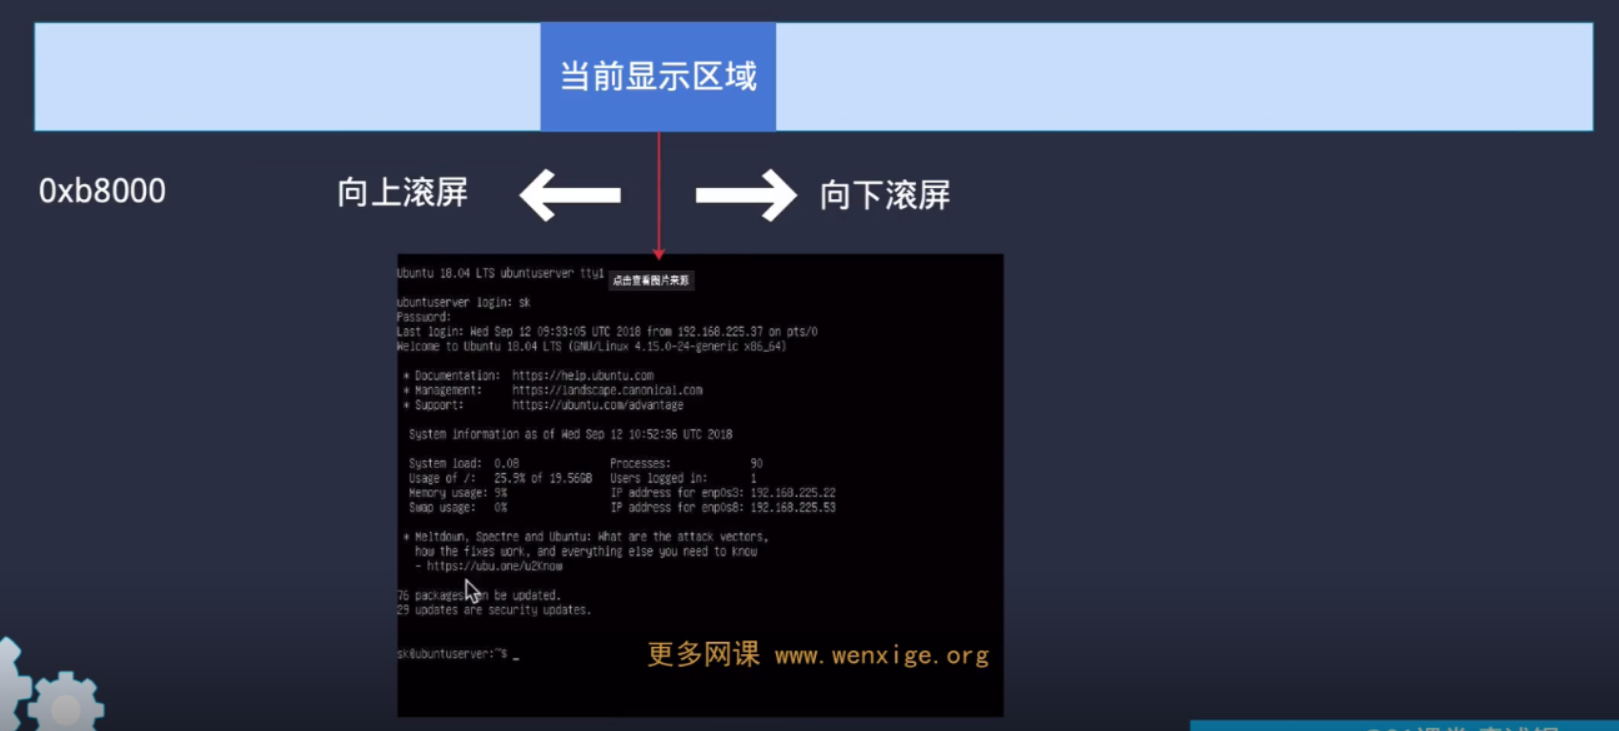 当前显示区域
0xb8000
向上滚屏
向下滚屏
Ubuntu 18.04 LTS ubuntuserver tty1
点击查看图片来源
ubuntuserver login: sk
Password:
Last login: Wed Sep 12 09:33:05 UTC 2018 from 192.168.225.37 on pts/0
Welcome to Ubuntu 18.04 LTS (GNU/Linux 4.15.0-24-generic x86_64)
* Documentation: https://help.ubuntu.com
* Management: https://landscape.canonical.com
* Support: https://ubuntu.com/advantage
System information as of Wed Sep 12 10:52:36 UTC 2018
System load: 0.08 Processes: 90
Usage of /: 25.9% of 19.56GB Users logged in: 1
Memory usage: 9% IP address for enp0s3: 192.168.225.22
Swap usage: 0% IP address for enp0s8: 192.168.225.53
* Meltdown, Spectre and Ubuntu: What are the attack vectors,
how the fixes work, and everything else you need to know
- https://ubu.one/u2Know
76 packages can be updated.
29 updates are security updates.
sk@ubuntuserver:~$ _
更多网课 www.wenxige.org